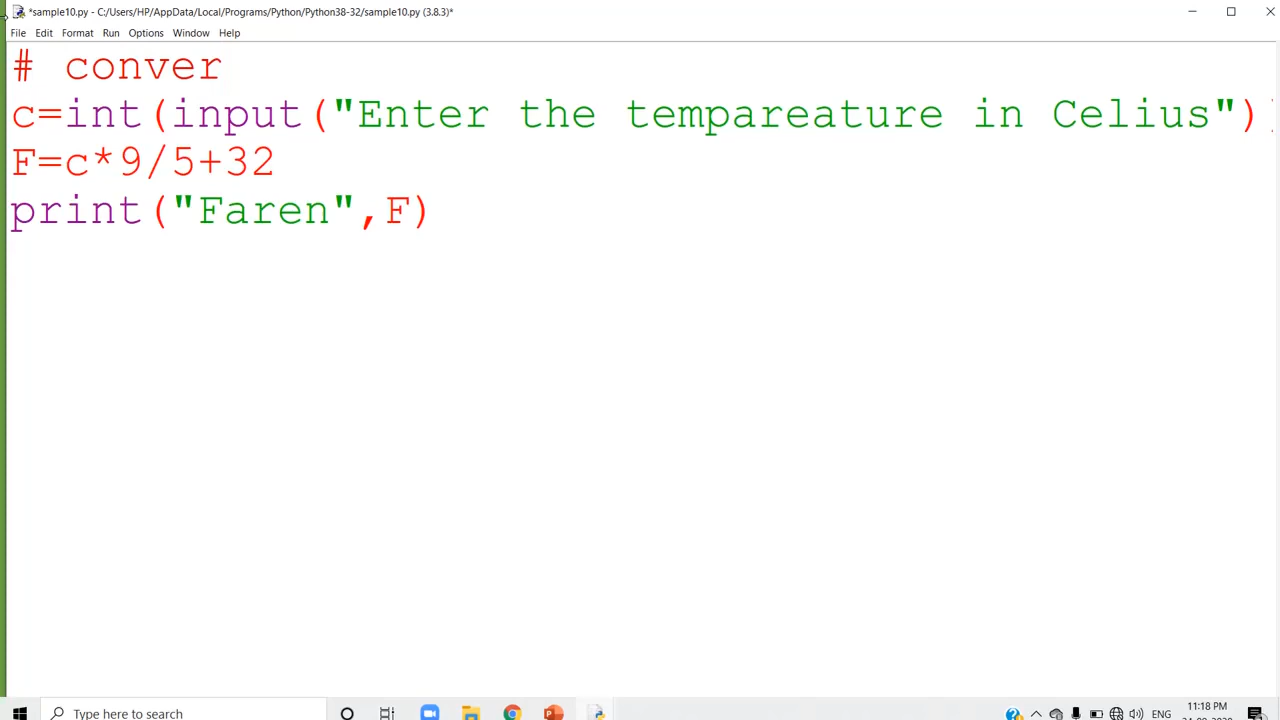 *sample10.py - C:/Users/HP/AppData/Local/Programs/Python/Python38-32/sample10.py (3.8.3)*
File Edit Format Run Options Window Help
# conver
c=int(input("Enter the tempareature in Celius"))
F=c*9/5+32
print("Faren",F)
Type here to search
ENG
11:18 PM